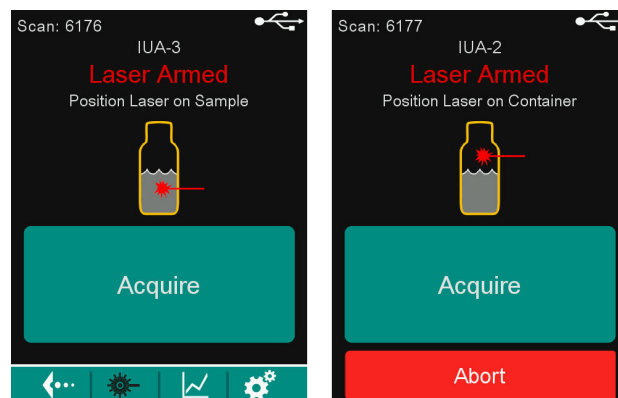 Scan: 6176
IUA-3
Laser Armed
Position Laser on Sample
Acquire
Scan: 6177
IUA-2
Laser Armed
Position Laser on Container
Acquire
Abort